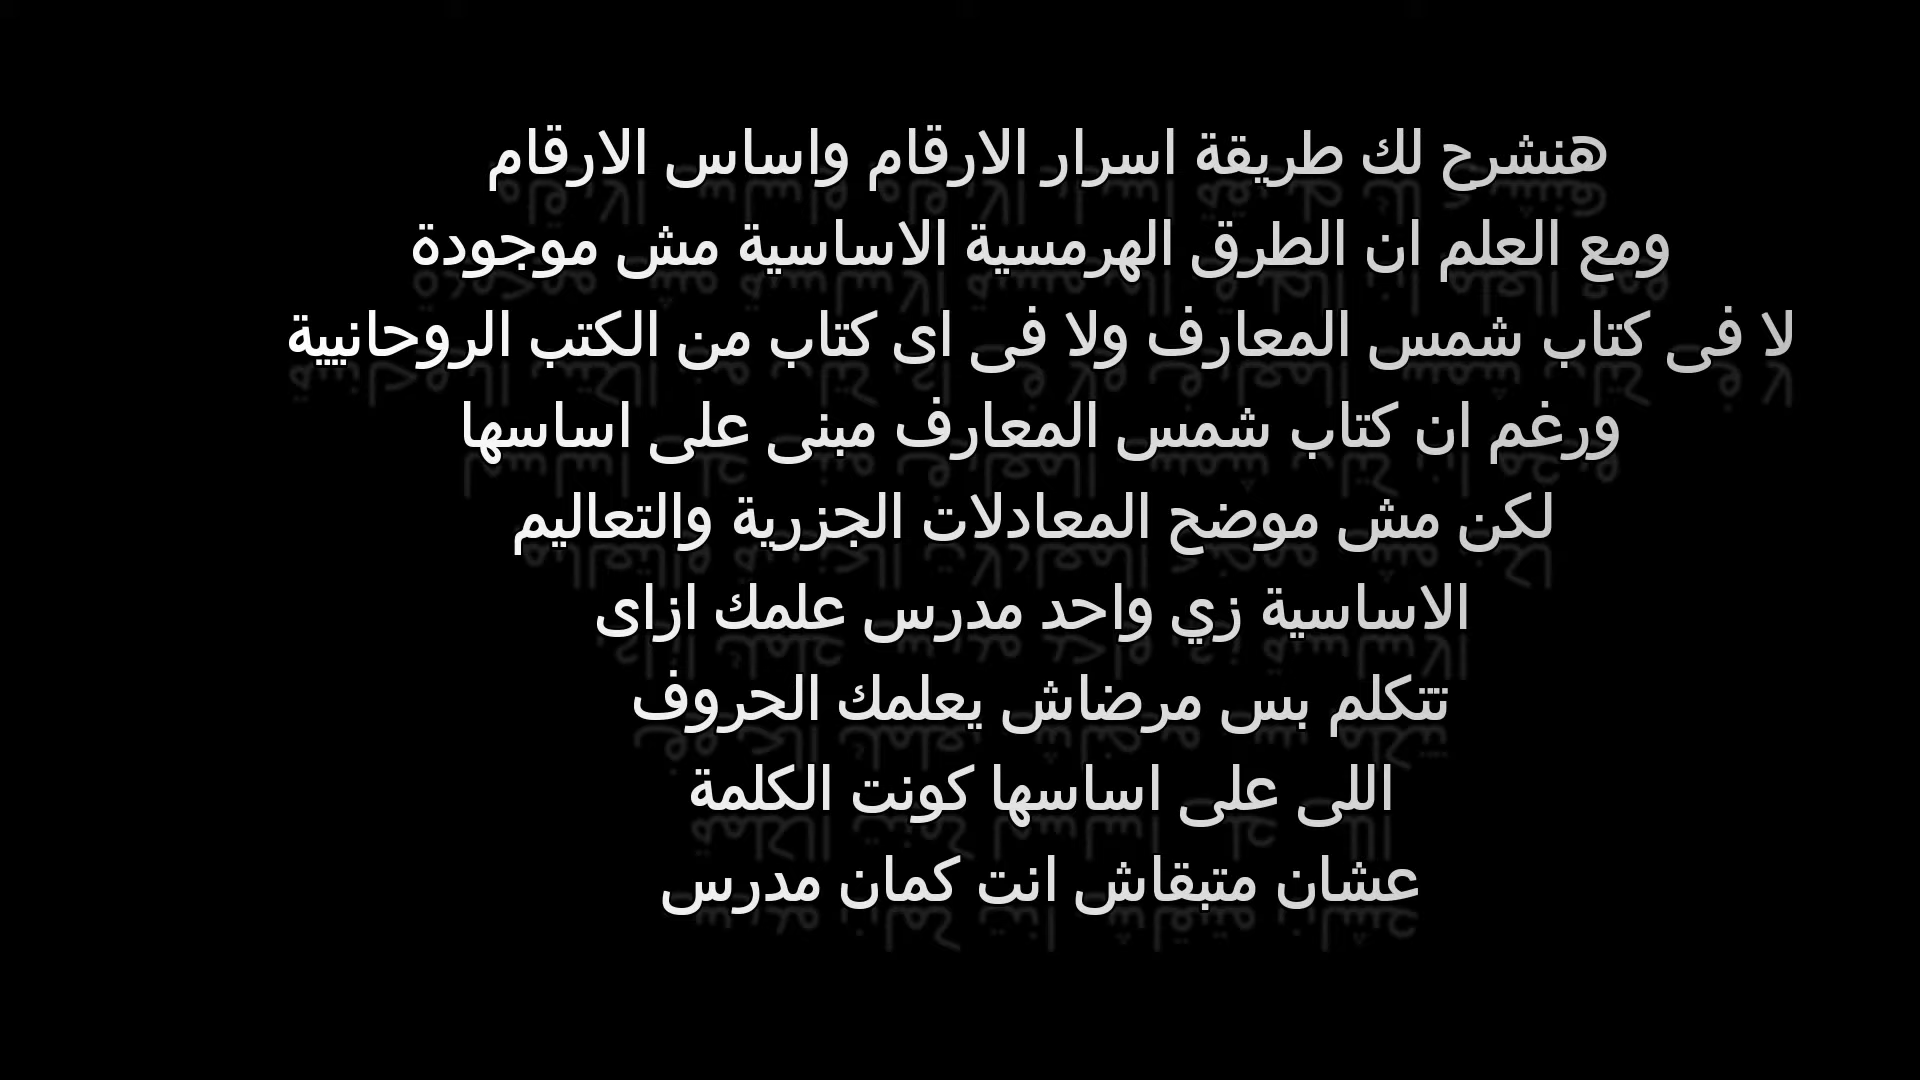 هنشرح لك طريقة اسرار الارقام واساس الارقام
ومع العلم ان الطرق الهرمسية الاساسية مش موجودة
لا فى كتاب شمس المعارف ولا فى اى كتاب من الكتب الروحانيية
ورغم ان كتاب شمس المعارف مبنى على اساسها
لكن مش موضح المعادلات الجزرية والتعاليم
الاساسية زي واحد مدرس علمك ازاى
تتكلم بس مرضاش يعلمك الحروف
اللى على اساسها كونت الكلمة
عشان متبقاش انت كمان مدرس